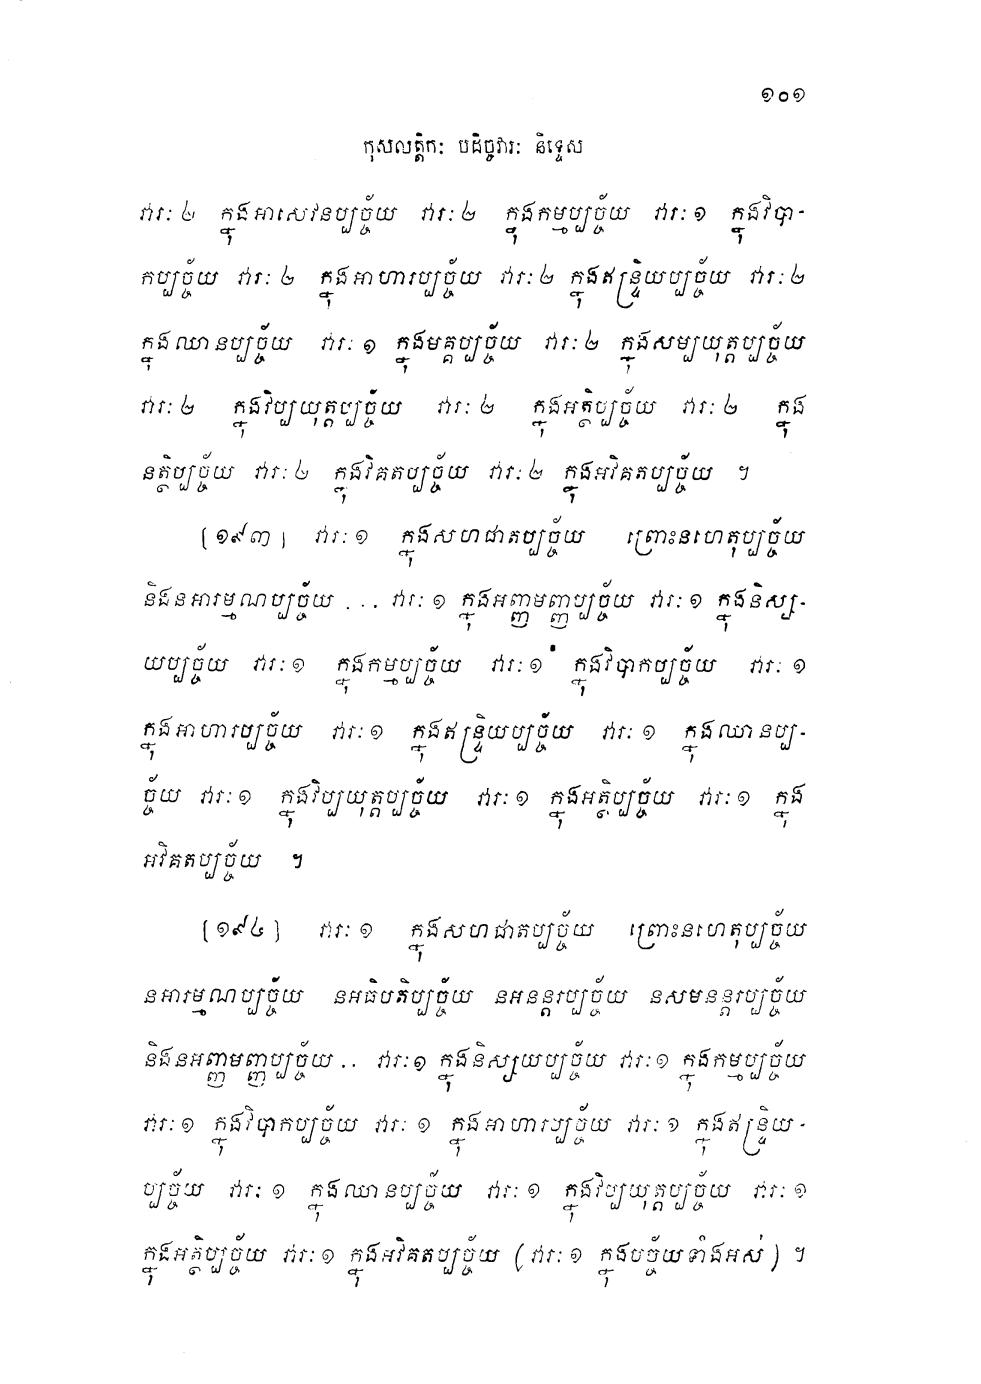 ១០១
កុសលត្តិកៈ បដិច្ចវារៈ និទ្ទេស
វារៈ ២ ក្នុងអាសេវនប្បច្ច័យ វារៈ ២ ក្នុងកម្មប្បច្ច័យ វារៈ ១ ក្នុងវិបា-
កប្បច្ច័យ វារៈ ២ ក្នុងអាហារប្បច្ច័យ វារៈ ២ ក្នុងឥន្ទ្រិយប្បច្ច័យ វារៈ ២
ក្នុងឈានប្បច្ច័យ វារៈ ១ ក្នុងមគ្គប្បច្ច័យ វារៈ ២ ក្នុងសម្បយុត្តប្បច្ច័យ
វារៈ ២ ក្នុងវិប្បយុត្តប្បច្ច័យ វារៈ ២ ក្នុងអត្ថិប្បច្ច័យ វារៈ ២ ក្នុង
នត្ថិប្បច្ច័យ វារៈ ២ ក្នុងវិគតប្បច្ច័យ វារៈ ២ ក្នុងអវិគតប្បច្ច័យ ។
[១៩៣] វារៈ ១ ក្នុងសហជាតប្បច្ច័យ ព្រោះនហេតុប្បច្ច័យ
និងនអារម្មណប្បច្ច័យ ... វារៈ ១ ក្នុងអញ្ញាមញ្ញប្បច្ច័យ វារៈ ១ ក្នុងនិស្ស-
យប្បច្ច័យ វារៈ ១ ក្នុងកម្មប្បច្ច័យ វារៈ ១ ក្នុងវិបាកប្បច្ច័យ វារៈ ១
ក្នុងអាហារប្បច្ច័យ វារៈ ១ ក្នុងឥន្ទ្រិយប្បច្ច័យ វារៈ ១ ក្នុងឈានប្ប-
ច្ច័យ វារៈ ១ ក្នុងវិប្បយុត្តប្បច្ច័យ វារៈ ១ ក្នុងអត្ថិប្បច្ច័យ វារៈ ១ ក្នុង
អវិគតប្បច្ច័យ ។
[១៩៤] វារៈ ១ ក្នុងសហជាតប្បច្ច័យ ព្រោះនហេតុប្បច្ច័យ
នអារម្មណប្បច្ច័យ នអធិបតិប្បច្ច័យ នអនន្តរប្បច្ច័យ នសមនន្តរប្បច្ច័យ
និងនអញ្ញាមញ្ញប្បច្ច័យ .. វារៈ ១ ក្នុងនិស្សយប្បច្ច័យ វារៈ ១ ក្នុងកម្មប្បច្ច័យ
វារៈ ១ ក្នុងវិបាកប្បច្ច័យ វារៈ ១ ក្នុងអាហារប្បច្ច័យ វារៈ ១ ក្នុងឥន្ទ្រិយ-
ប្បច្ច័យ វារៈ ១ ក្នុងឈានប្បច្ច័យ វារៈ ១ ក្នុងវិប្បយុត្តប្បច្ច័យ វារៈ ១
ក្នុងអត្ថិប្បច្ច័យ វារៈ ១ ក្នុងអវិគតប្បច្ច័យ (វារៈ ១ ក្នុងបច្ច័យទាំងអស់) ។